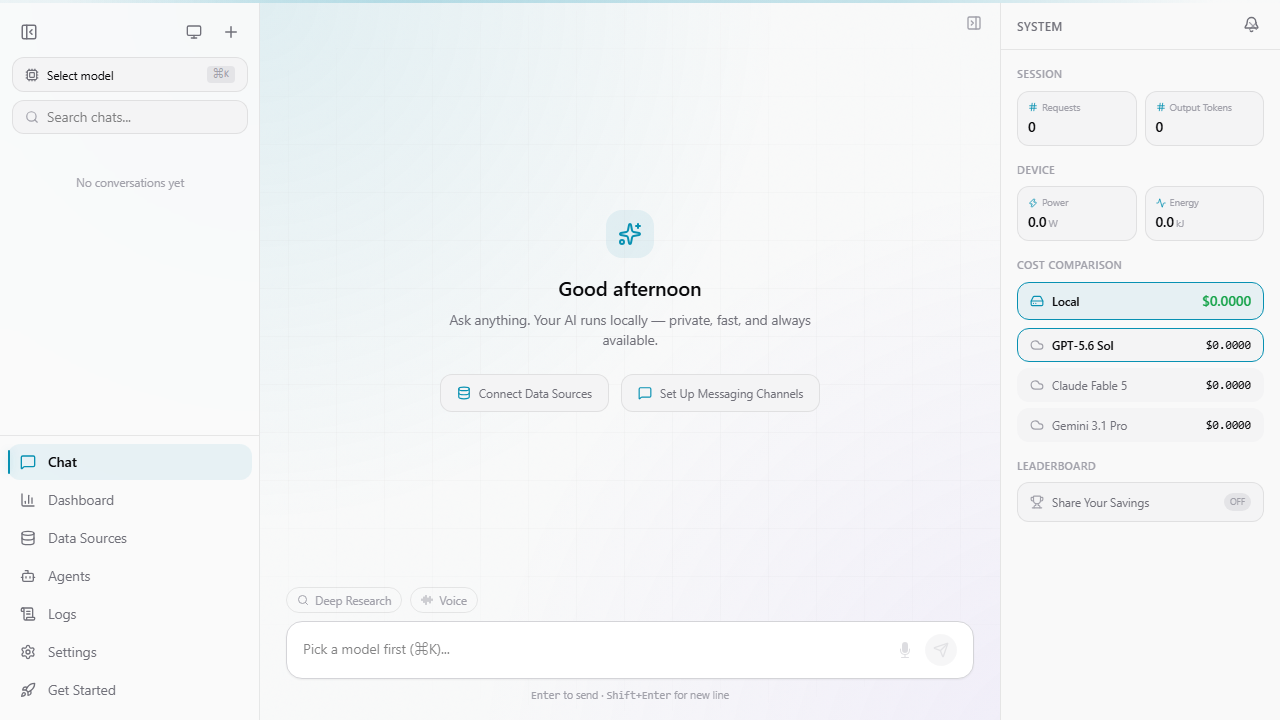 Select model
⌘K
Search chats...
No conversations yet
Chat
Dashboard
Data Sources
Agents
Logs
Settings
Get Started
Good afternoon
Ask anything. Your AI runs locally — private, fast, and always
available.
Connect Data Sources
Set Up Messaging Channels
Deep Research
Voice
Pick a model first (⌘K)...
Enter to send · Shift+Enter for new line
SYSTEM
SESSION
Requests
0
Output Tokens
0
DEVICE
Power
0.0 W
Energy
0.0 kJ
COST COMPARISON
Local $0.0000
GPT-5.6 Sol $0.0000
Claude Fable 5 $0.0000
Gemini 3.1 Pro $0.0000
LEADERBOARD
Share Your Savings OFF